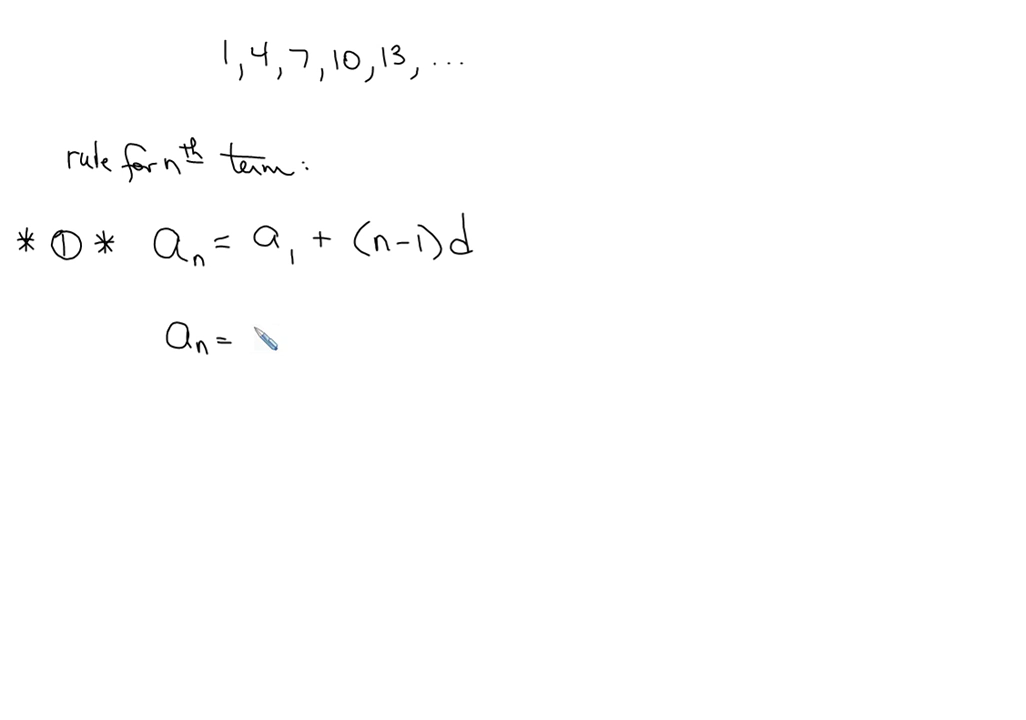 1, 4, 7, 10, 13, ...
rule for nth term:
* ① * an = a1 + (n-1)d
an =